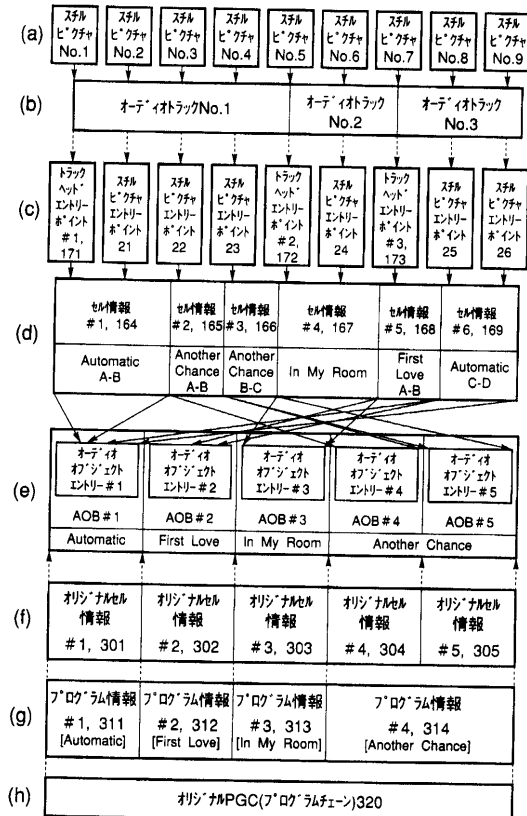 (a)
スチル ピクチャ No.1
スチル ピクチャ No.2
スチル ピクチャ No.3
スチル ピクチャ No.4
スチル ピクチャ No.5
スチル ピクチャ No.6
スチル ピクチャ No.7
スチル ピクチャ No.8
スチル ピクチャ No.9
(b)
オーディオトラックNo.1
オーディオトラック No.2
オーディオトラック No.3
(c)
トラック ヘッド エントリー ポイント #1, 171
スチル ピクチャ エントリー ポイント 21
スチル ピクチャ エントリー ポイント 22
スチル ピクチャ エントリー ポイント 23
トラック ヘッド エントリー ポイント #2, 172
スチル ピクチャ エントリー ポイント 24
トラック ヘッド エントリー ポイント #3, 173
スチル ピクチャ エントリー ポイント 25
スチル ピクチャ エントリー ポイント 26
(d)
セル情報 #1, 164
セル情報 #2, 165
セル情報 #3, 166
セル情報 #4, 167
セル情報 #5, 168
セル情報 #6, 169
Automatic A-B
Another Chance A-B
Another Chance B-C
In My Room
First Love A-B
Automatic C-D
(e)
オーディオ オブジェクト エントリー#1
オーディオ オブジェクト エントリー#2
オーディオ オブジェクト エントリー#3
オーディオ オブジェクト エントリー#4
オーディオ オブジェクト エントリー#5
AOB#1
AOB#2
AOB#3
AOB#4
AOB#5
Automatic
First Love
In My Room
Another Chance
(f)
オリジナルセル 情報 #1, 301
オリジナルセル 情報 #2, 302
オリジナルセル 情報 #3, 303
オリジナルセル 情報 #4, 304
オリジナルセル 情報 #5, 305
(g)
プログラム情報 #1, 311 [Automatic]
プログラム情報 #2, 312 [First Love]
プログラム情報 #3, 313 [In My Room]
プログラム情報 #4, 314 [Another Chance]
(h)
オリジナルPGC(プログラムチェーン)320